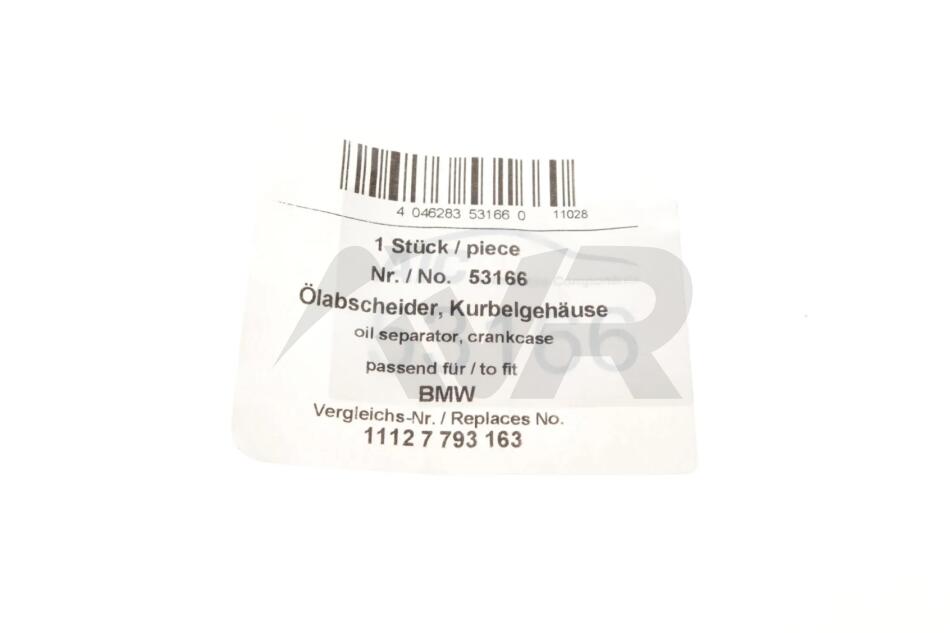 4 046283 53166 0 11028
1 Stück / piece
Nr. / No. 53166
Ölabscheider, Kurbelgehäuse
oil separator, crankcase
passend für / to fit
BMW
Vergleichs-Nr. / Replaces No.
1112 7 793 163
53166